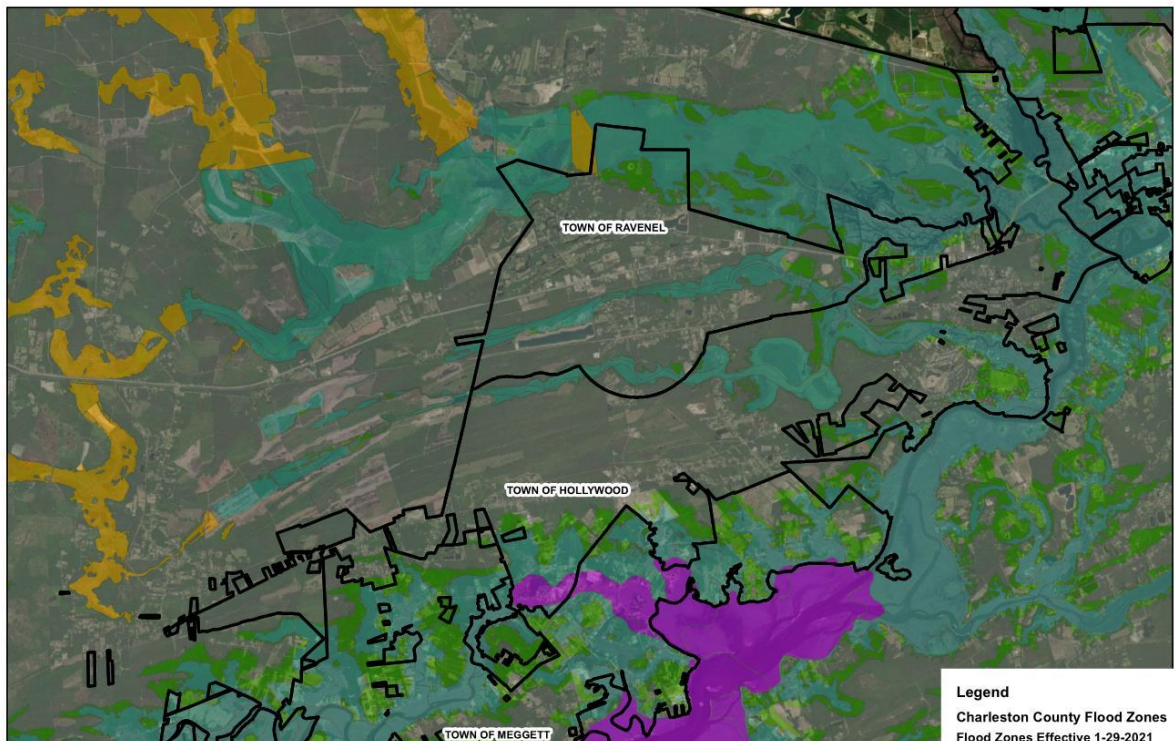 TOWN OF RAVENEL
TOWN OF HOLLYWOOD
TOWN OF MEGGETT
Legend
Charleston County Flood Zones
Flood Zones Effective 1-29-2021